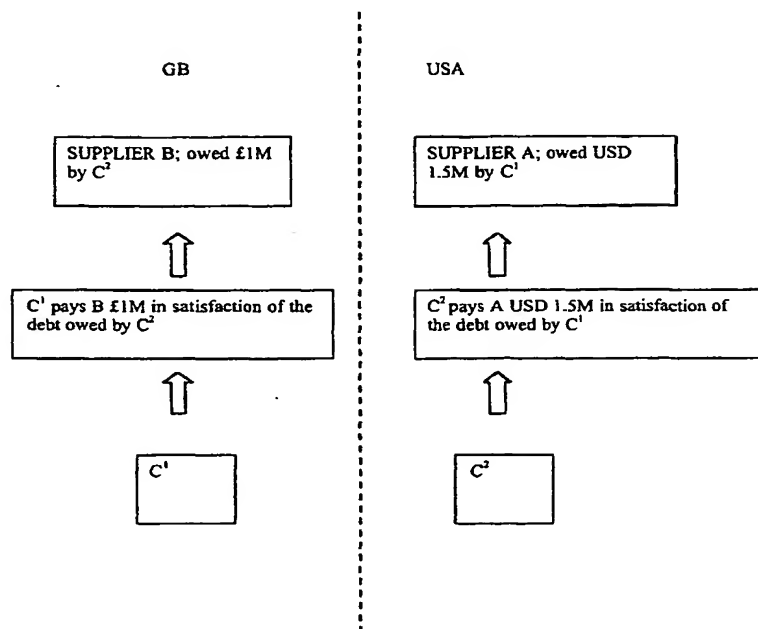 GB
USA
SUPPLIER B; owed £1M
by C²
SUPPLIER A; owed USD
1.5M by C¹
C¹ pays B £1M in satisfaction of the
debt owed by C²
C² pays A USD 1.5M in satisfaction of
the debt owed by C¹
C¹
C²